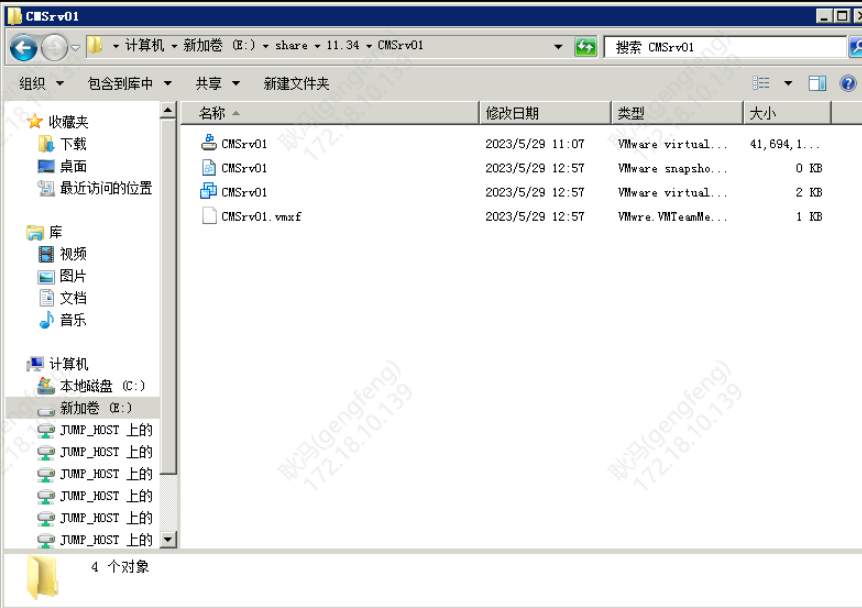 CMSrv01
计算机 新加卷 (E:) share 11.34 CMSrv01
搜索 CMSrv01
组织 包含到库中 共享 新建文件夹
收藏夹
下载
桌面
最近访问的位置
库
视频
图片
文档
音乐
计算机
本地磁盘 (C:)
新加卷 (E:)
JUMP_HOST 上的
JUMP_HOST 上的
JUMP_HOST 上的
JUMP_HOST 上的
JUMP_HOST 上的
JUMP_HOST 上的
名称 修改日期 类型 大小
CMSrv01 2023/5/29 11:07 VMware virtual... 41,694,1...
CMSrv01 2023/5/29 12:57 VMware snapsho... 0 KB
CMSrv01 2023/5/29 12:57 VMware virtual... 2 KB
CMSrv01.vmxf 2023/5/29 12:57 VMwre.VMTeamMe... 1 KB
耿冯(gengfeng)
172.18.10.139
耿冯(gengfeng)
172.18.10.139
耿冯(gengfeng)
172.18.10.139
耿冯(gengfeng)
172.18.10.139
4 个对象